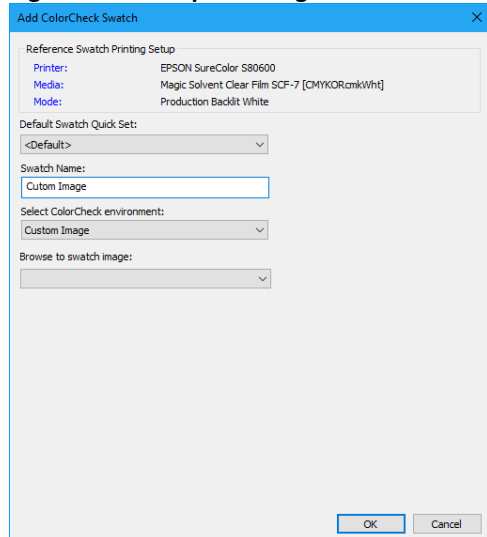 Add ColorCheck Swatch
Reference Swatch Printing Setup
Printer: EPSON SureColor S80600
Media: Magic Solvent Clear Film SCF-7 [CMYKORcmkWht]
Mode: Production Backlit White
Default Swatch Quick Set:
<Default>
Swatch Name:
Cutom Image
Select ColorCheck environment:
Custom Image
Browse to swatch image:
OK Cancel